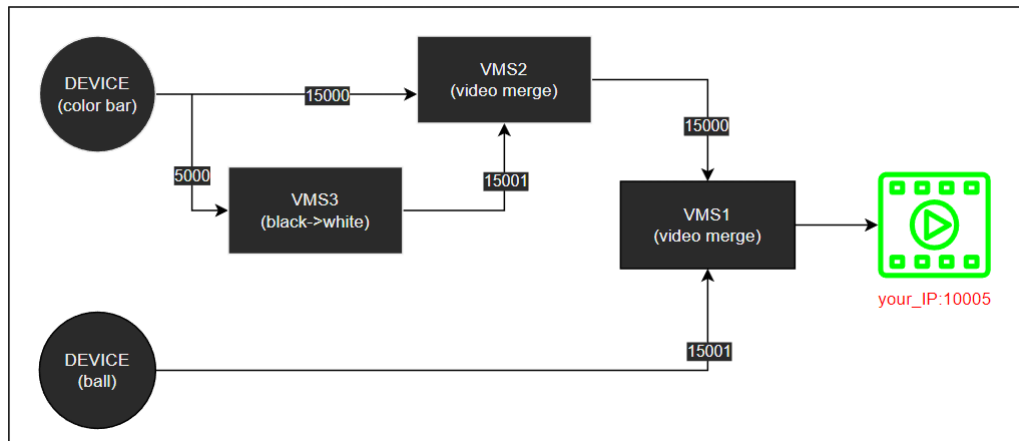 DEVICE
(color bar)
15000
VMS2
(video merge)
15000
5000
15001
VMS3
(black->white)
VMS1
(video merge)
your_IP:10005
DEVICE
(ball)
15001